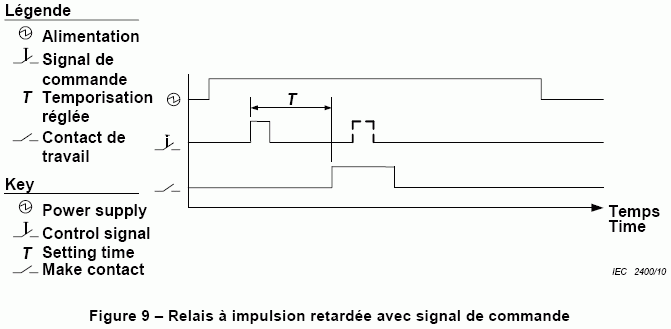 Légende
Alimentation
Signal de
commande
T Temporisation
réglée
Contact de
travail
T
Key
Power supply
Control signal
T Setting time
Make contact
Temps
Time
IEC 2400/10
Figure 9 – Relais à impulsion retardée avec signal de commande